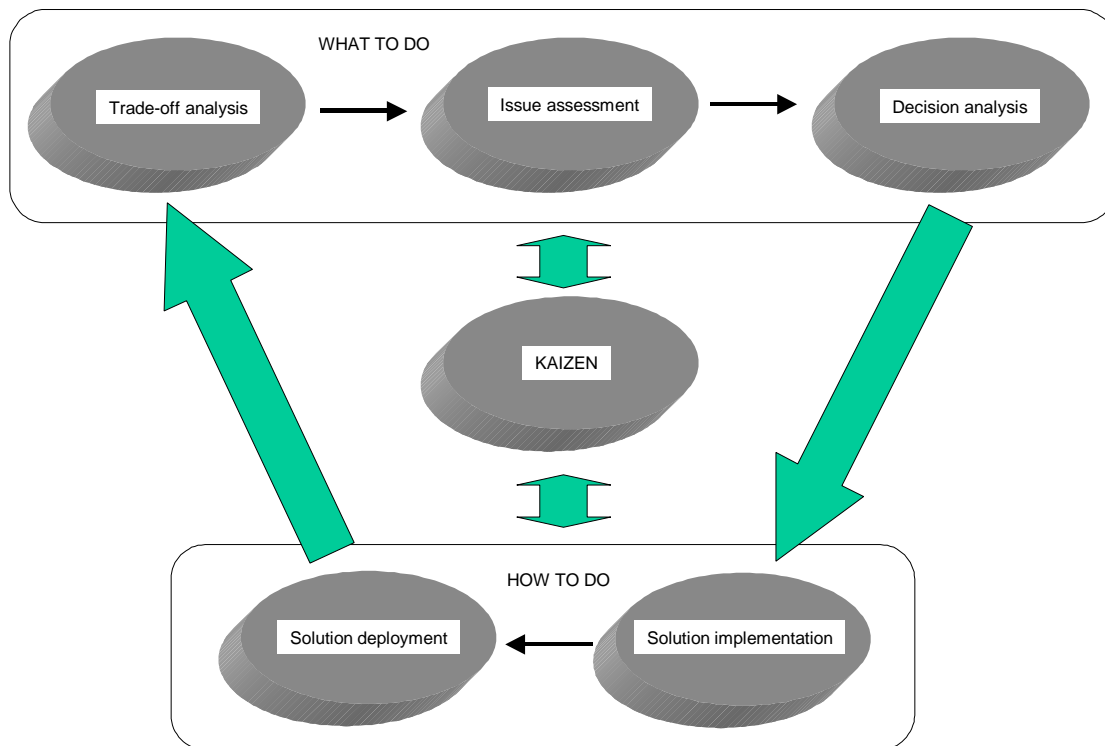 WHAT TO DO
Trade-off analysis
Issue assessment
Decision analysis
KAIZEN
HOW TO DO
Solution deployment
Solution implementation